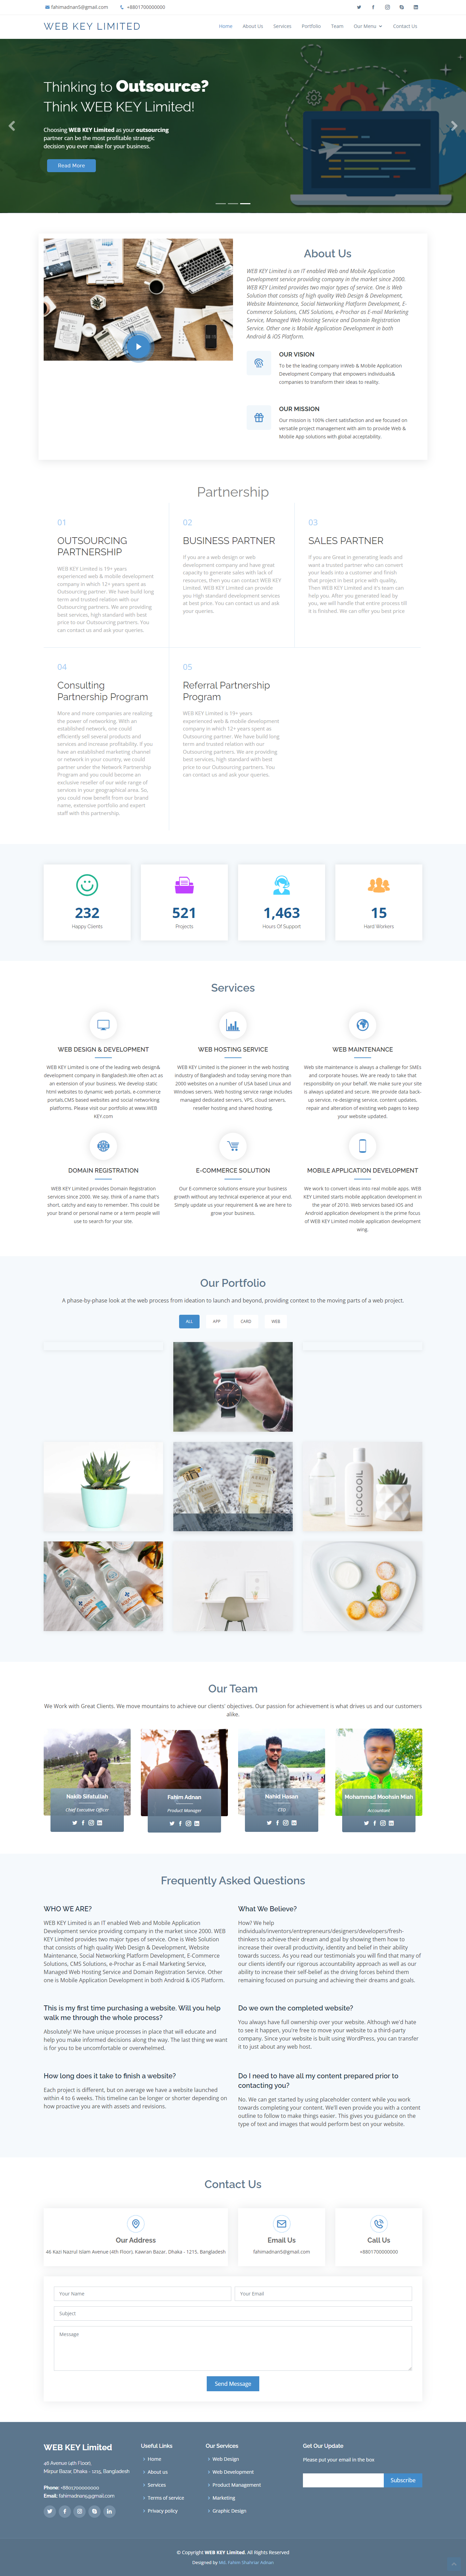 fahimadnan5@gmail.com +8801700000000
WEB KEY LIMITED
Home About Us Services Portfolio Team Our Menu Contact Us
Thinking to Outsource?
Think WEB KEY Limited!
Choosing WEB KEY Limited as your outsourcing
partner can be the most profitable strategic
decision you ever make for your business.
Read More
About Us
WEB KEY Limited is an IT enabled Web and Mobile Application
Development service providing company in the market since 2000.
WEB KEY Limited provides two major types of service. One is Web
Solution that consists of high quality Web Design & Development,
Website Maintenance, Social Networking Platform Development, E-
Commerce Solutions, CMS Solutions, e-Prochar as E-mail Marketing
Service, Managed Web Hosting Service and Domain Registration
Service. Other one is Mobile Application Development in both
Android & iOS Platform.
OUR VISION
To be the leading company inWeb & Mobile Application
Development Company that empowers individuals&
companies to transform their ideas to reality.
OUR MISSION
Our mission is 100% client satisfaction and we focused on
versatile project management with aim to provide Web &
Mobile App solutions with global acceptability.
Partnership
01
OUTSOURCING
PARTNERSHIP
WEB KEY Limited is 19+ years
experienced web & mobile development
company in which 12+ years spent as
Outsourcing partner. We have build long
term and trusted relation with our
Outsourcing partners. We are providing
best services, high standard with best
price to our Outsourcing partners. You
can contact us and ask your queries.
02
BUSINESS PARTNER
If you are a web design or web
development company and have great
capacity to generate sales with lack of
resources, then you can contact WEB KEY
Limited. WEB KEY Limited can provide
you High standard development services
at best price. You can contact us and ask
your queries.
03
SALES PARTNER
If you are Great in generating leads and
want a trusted partner who can convert
your leads into a customer and finish
that project in best price with quality,
Then WEB KEY Limited and it's team can
help you. After you generated lead by
you, we will handle that entire process till
it is finished. We can offer you best price
04
Consulting
Partnership Program
More and more companies are realizing
the power of networking. With an
established network, one could
efficiently sell several products and
services and increase profitability. If you
have an established marketing channel
or network in your country, we could
partner under the Network Partnership
Program and you could become an
exclusive reseller of our wide range of
services in your geographical area. So,
you could now benefit from our brand
name, extensive portfolio and expert
staff with this partnership.
05
Referral Partnership
Program
WEB KEY Limited is 19+ years
experienced web & mobile development
company in which 12+ years spent as
Outsourcing partner. We have build long
term and trusted relation with our
Outsourcing partners. We are providing
best services, high standard with best
price to our Outsourcing partners. You
can contact us and ask your queries.
232 521 1,463 15
Happy Clients Projects Hours Of Support Hard Workers
Services
WEB DESIGN & DEVELOPMENT
WEB KEY Limited is one of the leading web design&
development company in Bangladesh.We often act as
an extension of your business. We develop static
html websites to dynamic web portals, e-commerce
portals,CMS based websites and social networking
platforms. Please visit our portfolio at www.WEB
KEY.com
WEB HOSTING SERVICE
WEB KEY Limited is the pioneer in the web hosting
industry of Bangladesh and today serving more than
2000 websites on a number of USA based Linux and
Windows servers. Web hosting service range includes
managed dedicated servers, VPS, cloud servers,
reseller hosting and shared hosting.
WEB MAINTENANCE
Web site maintenance is always a challenge for SMEs
and corporate houses. We are ready to take that
responsibility on your behalf. We make sure your site
is always updated and secure. We provide data back-
up service, re-designing service, content updates,
repair and alteration of existing web pages to keep
your website updated.
DOMAIN REGISTRATION
WEB KEY Limited provides Domain Registration
services since 2000. We say, think of a name that's
short, catchy and easy to remember. This could be
your brand or personal name or a term people will
use to search for your site.
E-COMMERCE SOLUTION
Our E-commerce solutions ensure your business
growth without any technical experience at your end.
Simply update us your requirement & we are here to
grow your business.
MOBILE APPLICATION DEVELOPMENT
We work to convert ideas into real mobile apps. WEB
KEY Limited starts mobile application development in
the year of 2010. Web services based iOS and
Android application development is the prime focus
of WEB KEY Limited mobile application development
wing.
Our Portfolio
A phase-by-phase look at the web process from ideation to launch and beyond, providing context to the moving parts of a web project.
ALL APP CARD WEB
COCOOIL
Our Team
We Work with Great Clients. We move mountains to achieve our clients' objectives. Our passion for achievement is what drives us and our customers
alike.
Nakib Sifatullah
Chief Executive Officer
Fahim Adnan
Product Manager
Nahid Hasan
CTO
Mohammad Moohsin Miah
Accountant
Frequently Asked Questions
WHO WE ARE?
WEB KEY Limited is an IT enabled Web and Mobile Application
Development service providing company in the market since 2000. WEB
KEY Limited provides two major types of service. One is Web Solution
that consists of high quality Web Design & Development, Website
Maintenance, Social Networking Platform Development, E-Commerce
Solutions, CMS Solutions, e-Prochar as E-mail Marketing Service,
Managed Web Hosting Service and Domain Registration Service. Other
one is Mobile Application Development in both Android & iOS Platform.
What We Believe?
How? We help
individuals/inventors/entrepreneurs/designers/developers/fresh-
thinkers to achieve their dream and goal by showing them how to
increase their overall productivity, identity and belief in their ability
towards success. As you read out testimonials you will find that many of
our clients identify our rigorous accountability approach as well as our
ability to increase their self-belief as the driving forces behind them
remaining focused on pursuing and achieving their dreams and goals.
This is my first time purchasing a website. Will you help
walk me through the whole process?
Absolutely! We have unique processes in place that will educate and
help you make informed decisions along the way. The last thing we want
is for you to be uncomfortable or overwhelmed.
Do we own the completed website?
You always have full ownership over your website. Although we'd hate
to see it happen, you're free to move your website to a third-party
company. Since your website is built using WordPress, you can transfer
it to just about any web host.
How long does it take to finish a website?
Each project is different, but on average we have a website launched
within 4 to 6 weeks. This timeline can be longer or shorter depending on
how proactive you are with assets and revisions.
Do I need to have all my content prepared prior to
contacting you?
No. We can get started by using placeholder content while you work
towards completing your content. We'll even provide you with a content
outline to follow to make things easier. This gives you guidance on the
type of text and images that would perform best on your website.
Contact Us
Our Address
46 Kazi Nazrul Islam Avenue (4th Floor), Kawran Bazar, Dhaka - 1215, Bangladesh
Email Us
fahimadnan5@gmail.com
Call Us
+8801700000000
Your Name Your Email
Subject
Message
Send Message
WEB KEY Limited
46 Avenue (4th Floor),
Mirpur Bazar, Dhaka - 1215, Bangladesh
Phone: +8801700000000
Email: fahimadnan5@gmail.com
Useful Links
Home
About us
Services
Terms of service
Privacy policy
Our Services
Web Design
Web Development
Product Management
Marketing
Graphic Design
Get Our Update
Please put your email in the box
Subscribe
© Copyright WEB KEY Limited. All Rights Reserved
Designed by Md. Fahim Shahriar Adnan